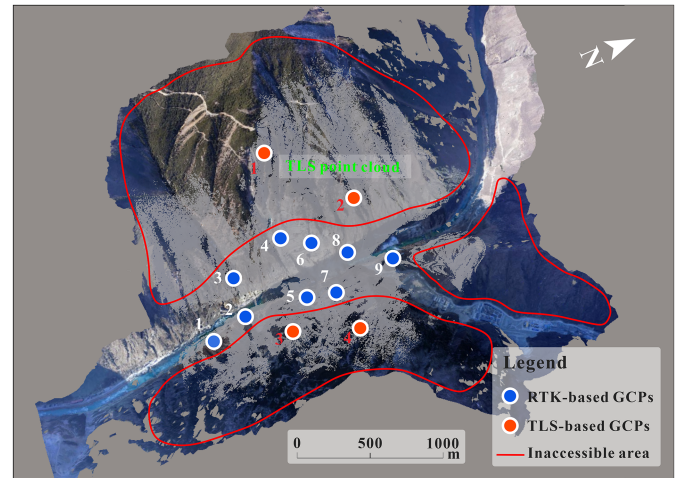 N
1
TLS point cloud
2
4
6
8
9
3
7
5
2
1
3
4
Legend
RTK-based GCPs
TLS-based GCPs
Inaccessible area
0 500 1000
m